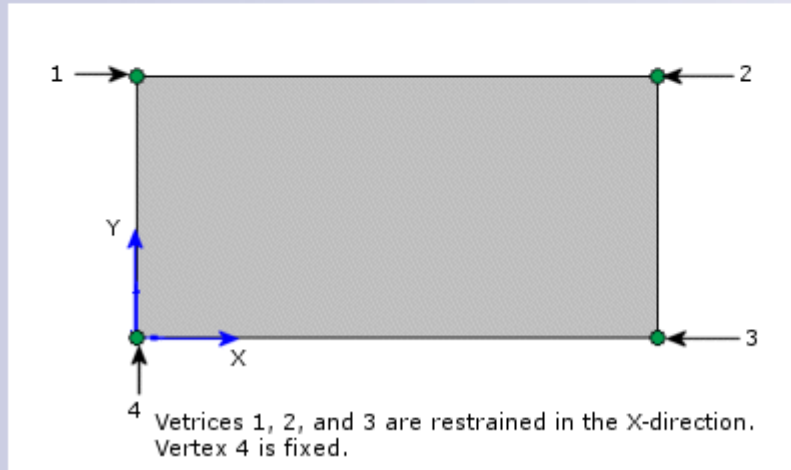 1
2
Y
X
3
4
Vetrices 1, 2, and 3 are restrained in the X-direction.
Vertex 4 is fixed.